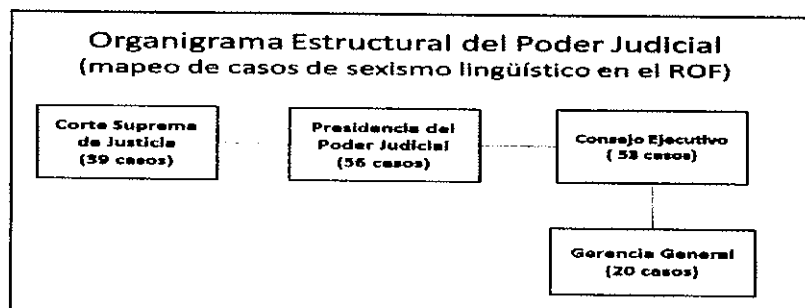 Organigrama Estructural del Poder Judicial
(mapeo de casos de sexismo lingüístico en el ROF)
Corte Suprema
de Justicia
(39 casos)
Presidencia del
Poder Judicial
(56 casos)
Consejo Ejecutivo
( 53 casos)
Gerencia General
(20 casos)